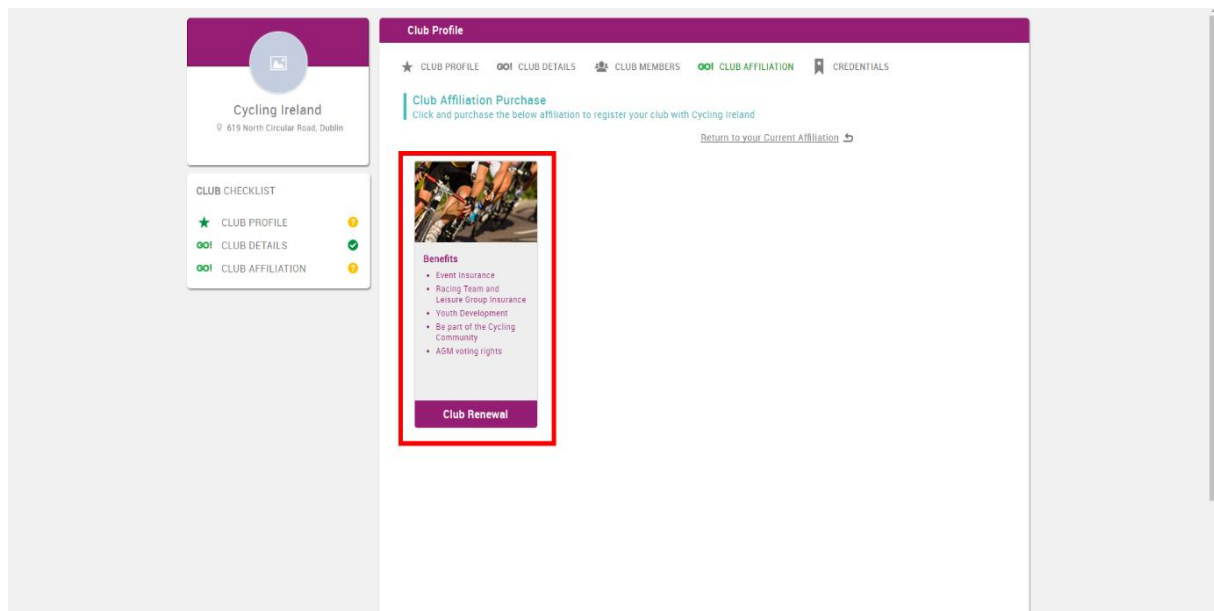 Cycling Ireland
619 North Circular Road, Dublin
CLUB CHECKLIST
CLUB PROFILE
GO! CLUB DETAILS
GO! CLUB AFFILIATION
Club Profile
CLUB PROFILE GO! CLUB DETAILS CLUB MEMBERS GO! CLUB AFFILIATION CREDENTIALS
Club Affiliation Purchase
Click and purchase the below affiliation to register your club with Cycling Ireland
Return to your Current Affiliation
Benefits
• Event Insurance
• Racing Team and
Leisure Group Insurance
• Youth Development
• Be part of the Cycling
Community
• AGM voting rights
Club Renewal